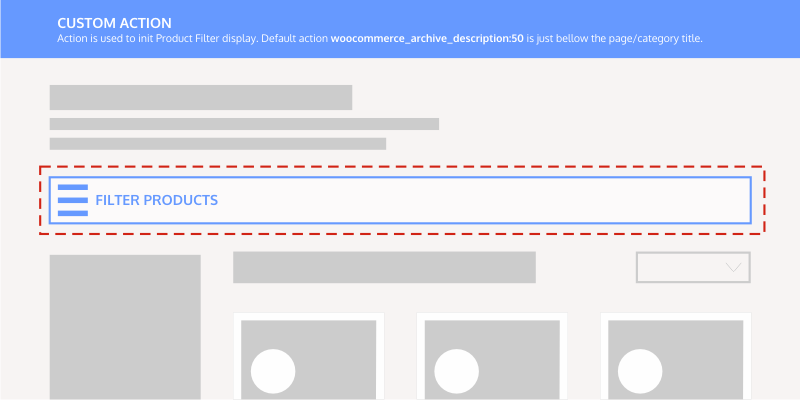 CUSTOM ACTION
Action is used to init Product Filter display. Default action woocommerce_archive_description:50 is just bellow the page/category title.
FILTER PRODUCTS